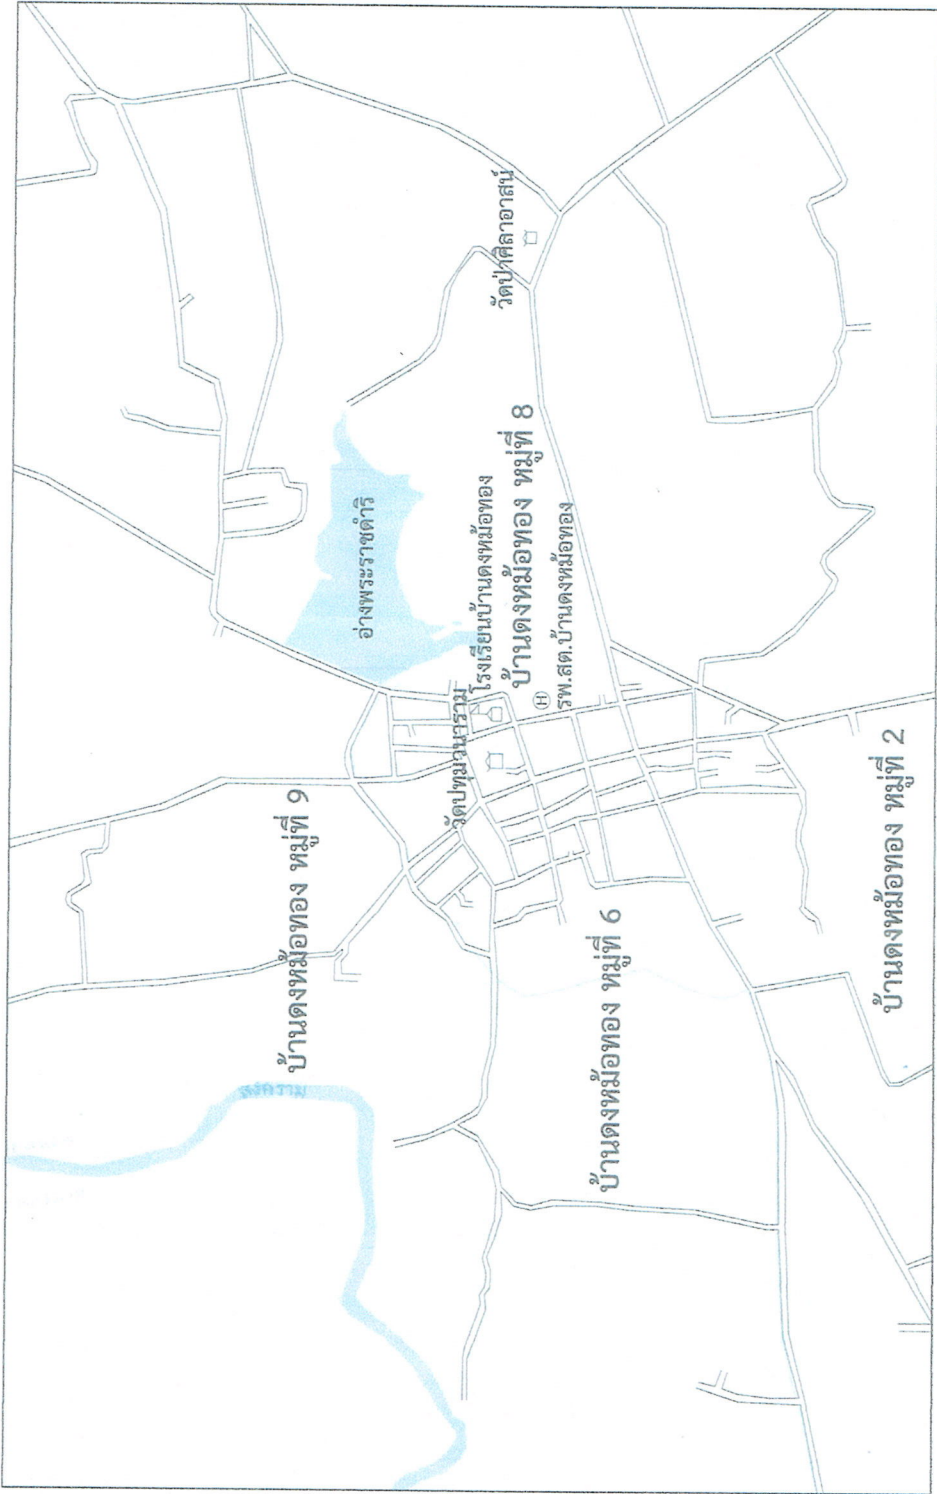 บ้านดงหม้อทอง หมู่ที่ 9
สงคราม
อ่างพระราชดำริ
วัดปทุมวนาราม
โรงเรียนบ้านดงหม้อทอง
วัดป่าศิลาอาสน์
บ้านดงหม้อทอง หมู่ที่ 8
H
รพ.สต.บ้านดงหม้อทอง
บ้านดงหม้อทอง หมู่ที่ 6
บ้านดงหม้อทอง หมู่ที่ 2